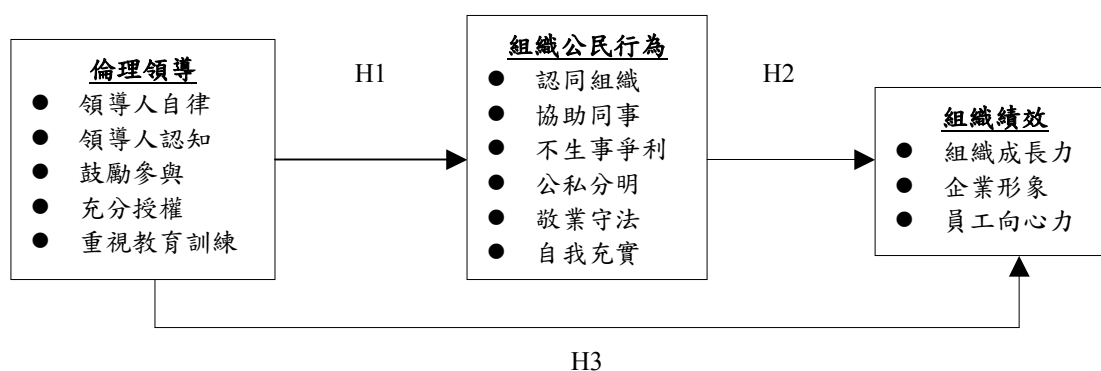 倫理領導
● 領導人自律
● 領導人認知
● 鼓勵參與
● 充分授權
● 重視教育訓練
H1
組織公民行為
● 認同組織
● 協助同事
● 不生事爭利
● 公私分明
● 敬業守法
● 自我充實
H2
組織績效
● 組織成長力
● 企業形象
● 員工向心力
H3